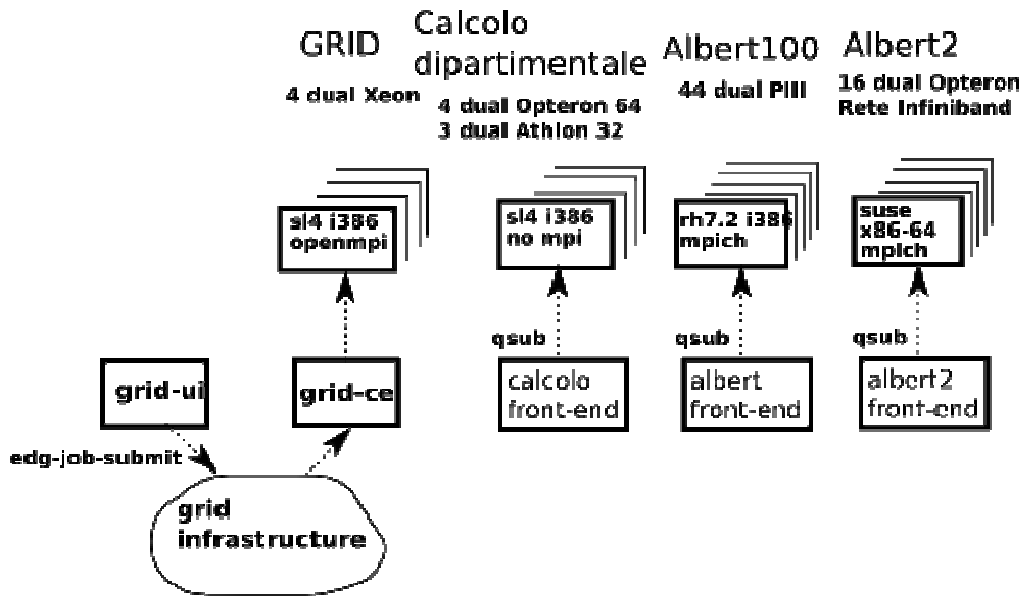 GRID
4 dual Xeon
Calcolo
dipartimentale
4 dual Opteron 64
3 dual Athlon 32
Albert100
44 dual PIII
Albert2
16 dual Opteron
Rete Infiniband
sl4 i386
openmpi
sl4 i386
no mpi
rh7.2 i386
mpich
suse
x86-64
mpich
qsub
qsub
qsub
grid-ui
grid-ce
calcolo
front-end
albert
front-end
albert2
front-end
edg-job-submit
grid
infrastructure